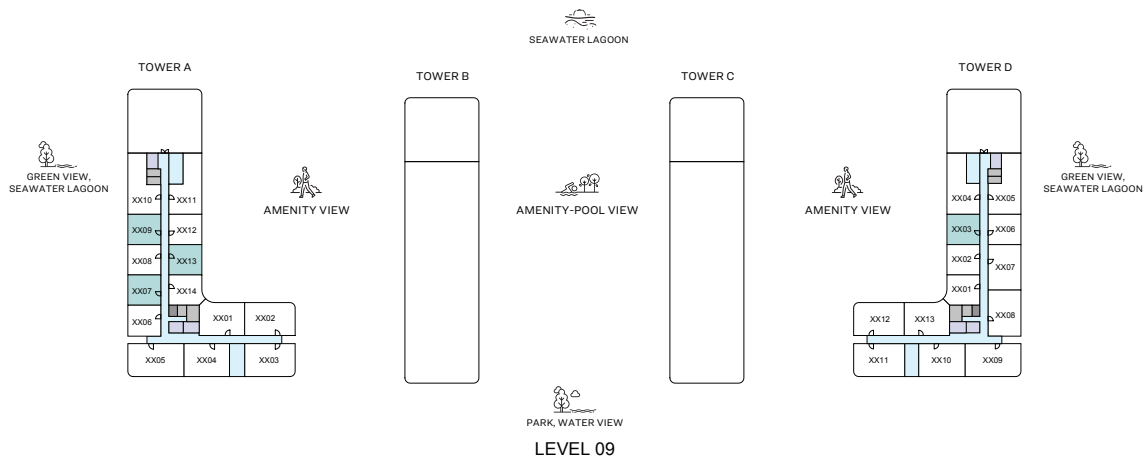 SEAWATER LAGOON
TOWER A
TOWER B
TOWER C
TOWER D
GREEN VIEW,
SEAWATER LAGOON
AMENITY VIEW
AMENITY-POOL VIEW
AMENITY VIEW
GREEN VIEW,
SEAWATER LAGOON
XX10 XX11
XX09 XX12
XX08 XX13
XX07 XX14
XX06 XX01 XX02
XX05 XX04 XX03
XX04 XX05
XX03 XX06
XX02 XX07
XX01
XX12 XX13 XX08
XX11 XX10 XX09
PARK, WATER VIEW
LEVEL 09